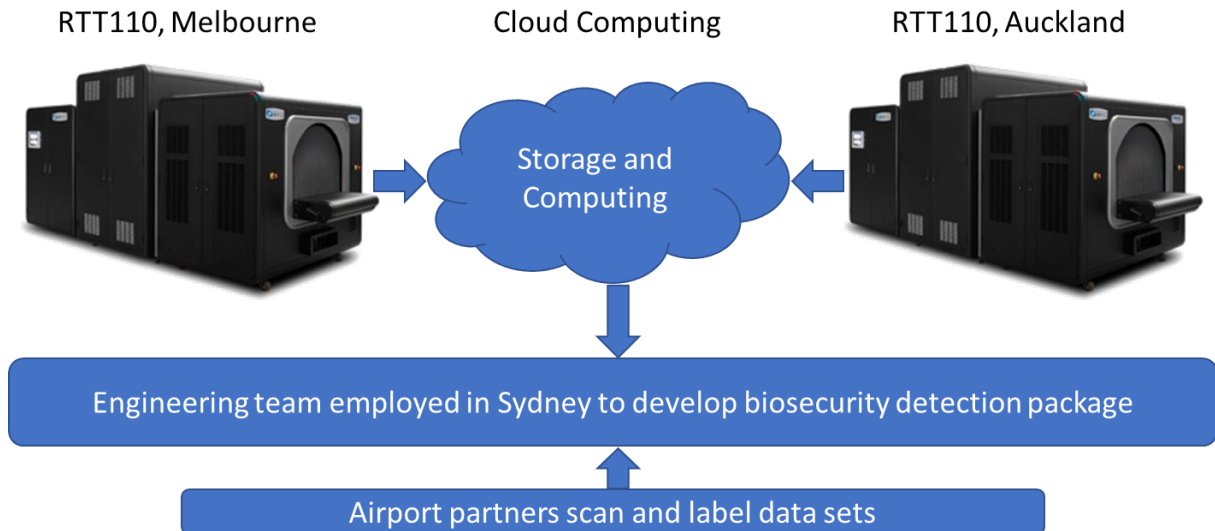 RTT110, Melbourne
Cloud Computing
RTT110, Auckland
Storage and
Computing
Engineering team employed in Sydney to develop biosecurity detection package
Airport partners scan and label data sets